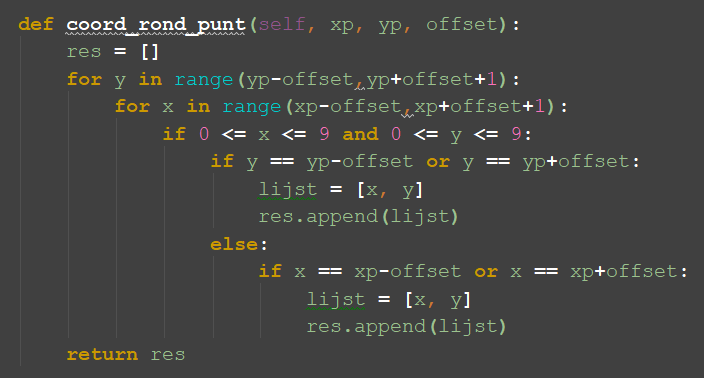 def coord_rond_punt(self, xp, yp, offset):
    res = []
    for y in range(yp-offset,yp+offset+1):
        for x in range(xp-offset,xp+offset+1):
            if 0 <= x <= 9 and 0 <= y <= 9:
                if y == yp-offset or y == yp+offset:
                    lijst = [x, y]
                    res.append(lijst)
                else:
                    if x == xp-offset or x == xp+offset:
                        lijst = [x, y]
                        res.append(lijst)
    return res